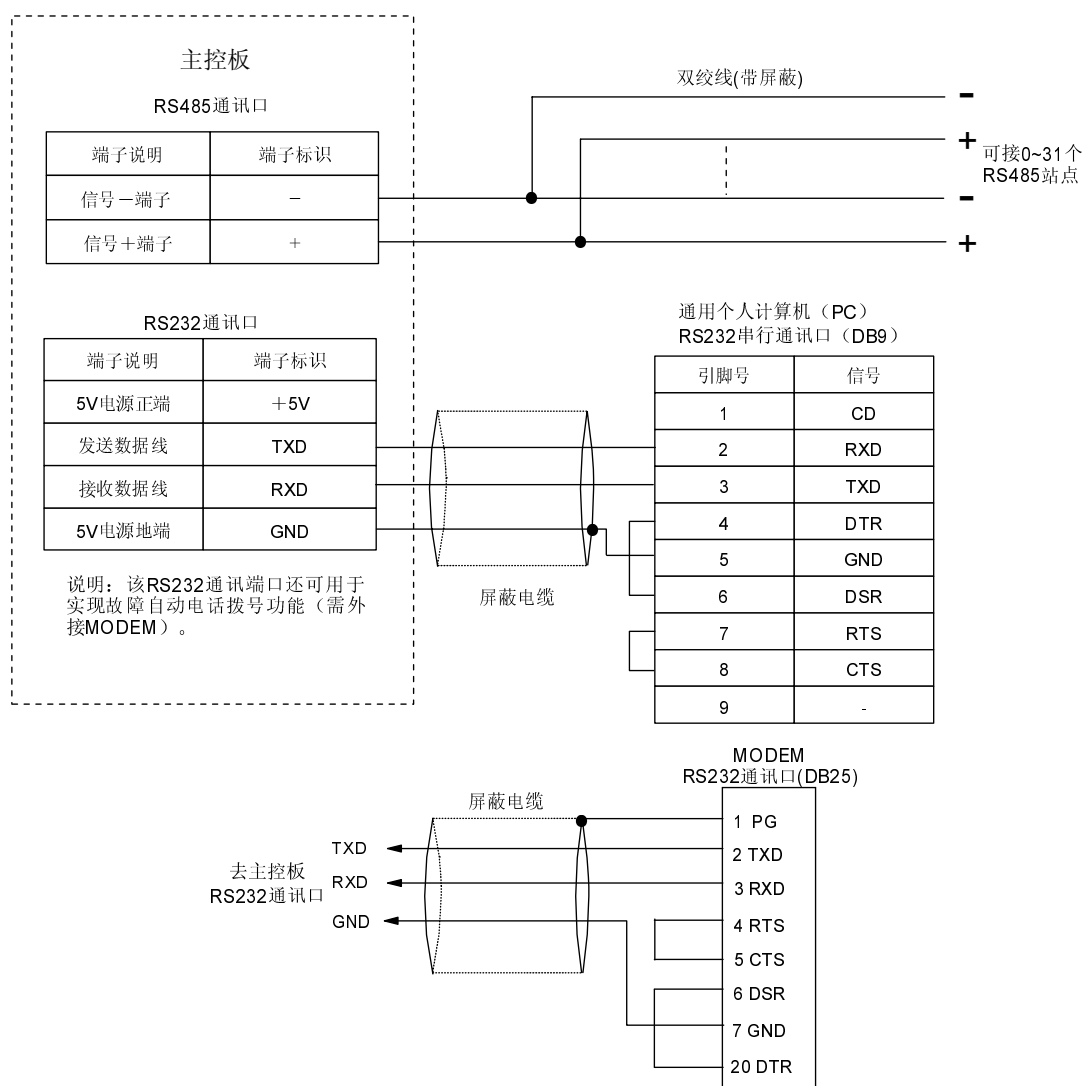 主控板
RS485通讯口
端子说明 端子标识
信号－端子 －
信号＋端子 ＋
双绞线(带屏蔽)
-
+
-
+
可接0~31个
RS485站点
RS232通讯口
端子说明 端子标识
5V电源正端 ＋5V
发送数据线 TXD
接收数据线 RXD
5V电源地端 GND
说明：该RS232通讯端口还可用于
实现故障自动电话拨号功能（需外
接MODEM）。
屏蔽电缆
通用个人计算机（PC）
RS232串行通讯口（DB9）
引脚号 信号
1 CD
2 RXD
3 TXD
4 DTR
5 GND
6 DSR
7 RTS
8 CTS
9 -
MODEM
RS232通讯口(DB25)
屏蔽电缆
去主控板
RS232通讯口
TXD
RXD
GND
1 PG
2 TXD
3 RXD
4 RTS
5 CTS
6 DSR
7 GND
20 DTR